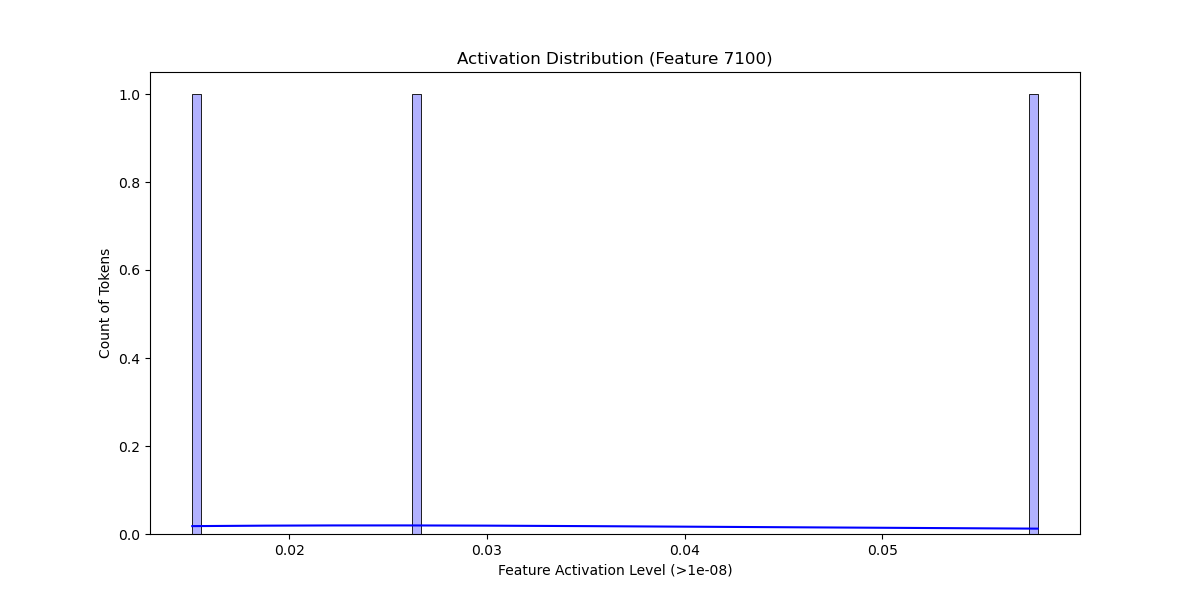 Activation Distribution (Feature 7100)
Count of Tokens
1.0
0.8
0.6
0.4
0.2
0.0
0.02 0.03 0.04 0.05
Feature Activation Level (>1e-08)